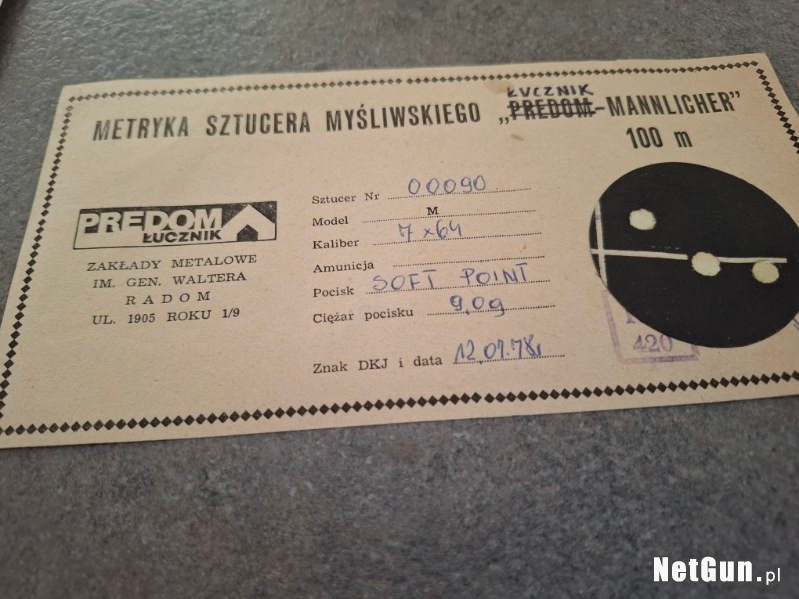 ŁUCZNIK
METRYKA SZTUCERA MYŚLIWSKIEGO „PREDOM-MANNLICHER"
100 m
PREDOM
ŁUCZNIK
ZAKŁADY METALOWE
IM. GEN. WALTERA
RADOM
UL. 1905 ROKU 1/9
Sztucer Nr 00090
Model M
Kaliber 7x64
Amunicja
Pocisk SOFT POINT
Ciężar pocisku 9,0g
Znak DKJ i data 12.07.78r
420
NetGun.pl